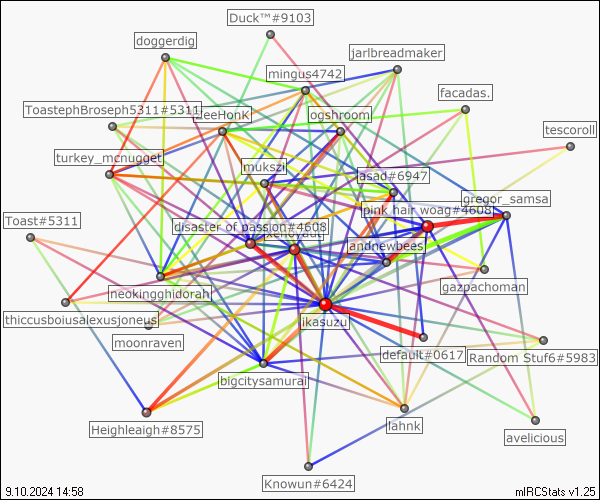 Duck™#9103
doggerdig
jarlbreadmaker
mingus4742
facadas.
ToastephBroseph5311#5311
CleeHonk
ogshroom
tescoroll
turkey_mcnugget
mukszi
asad#6947
gregor_samsa
pink hair woag#4608
Toast#5311
disaster of passion#4608
andnewbees
gazpachoman
neokingghidorah
thiccusboiusalexusjoneus
ikasuzu
moonraven
default#0617
Random Stuf6#5983
bigcitysamurai
lahnk
Heighleaigh#8575
avelicious
Knowun#6424
9.10.2024 14:58
mIRCStats v1.25